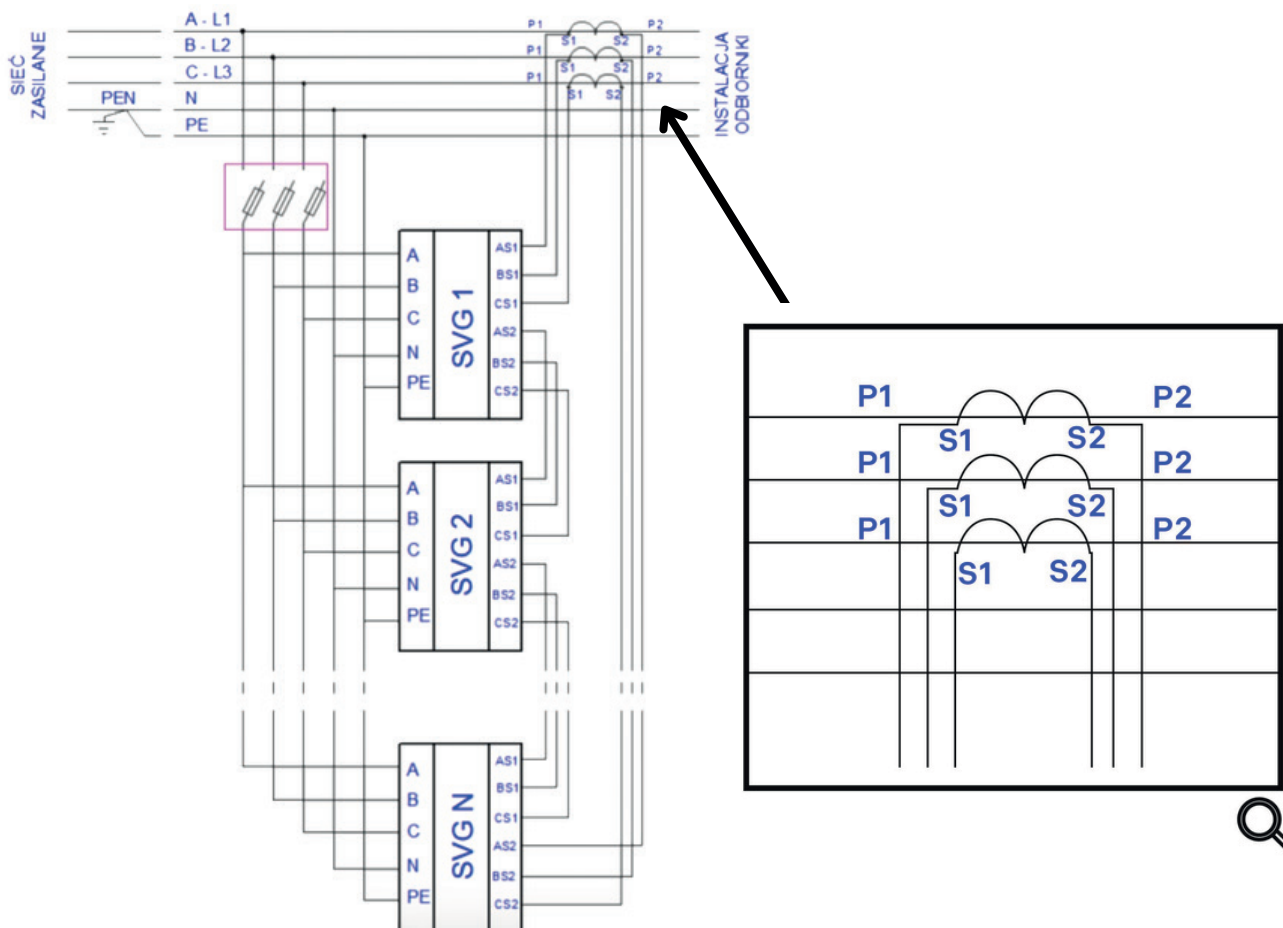 SIEĆ
ZASILANIE
A - L1
B - L2
C - L3
PEN
N
PE
P1
S1
S2
P2
P1
S1
S2
P2
P1
S1
S2
P2
INSTALACJA
ODBIORNIKI
A
B
C
N
PE
SVG 1
AS1
BS1
CS1
AS2
BS2
CS2
A
B
C
N
PE
SVG 2
AS1
BS1
CS1
AS2
BS2
CS2
A
B
C
N
PE
SVG N
AS1
BS1
CS1
AS2
BS2
CS2
P1
P2
S1
S2
P1
P2
S1
S2
P1
P2
S1
S2